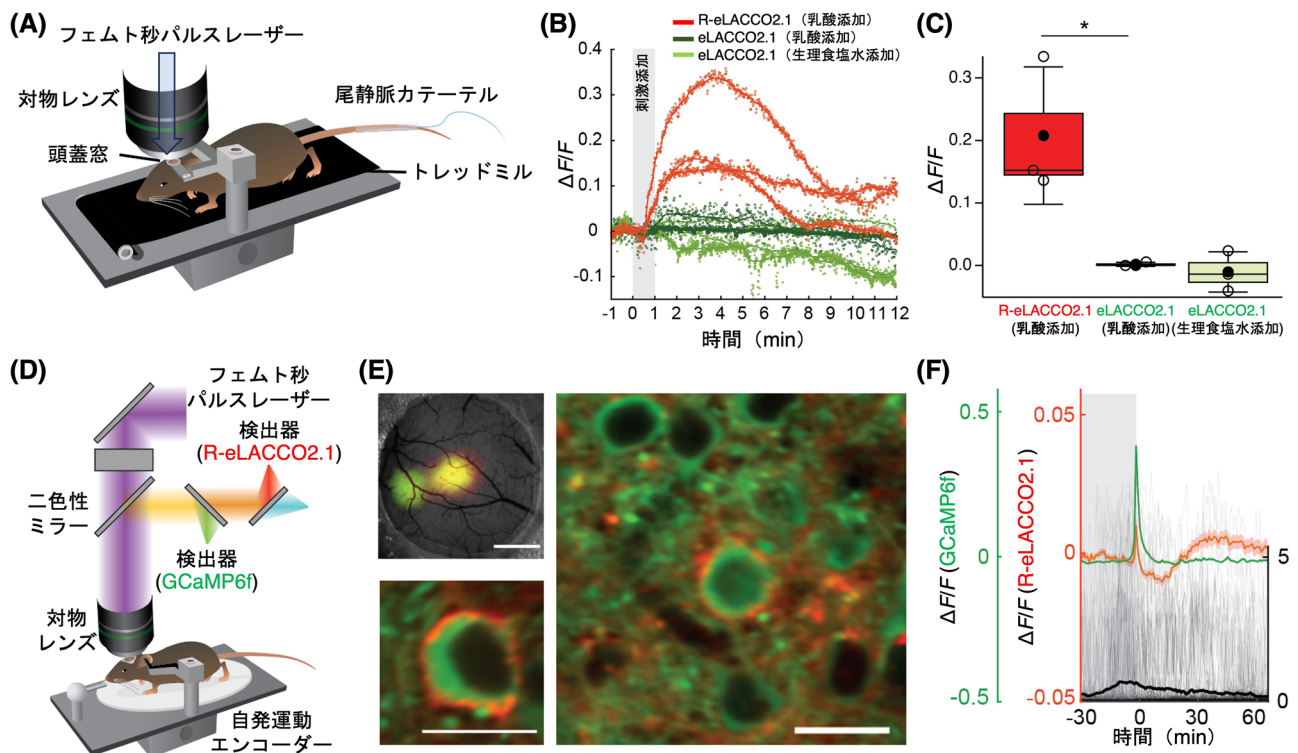 (A)
フェムト秒パルスレーザー
対物レンズ
尾静脈カテーテル
頭蓋窓
トレッドミル
(B)
R-eLACCO2.1（乳酸添加）
eLACCO2.1（乳酸添加）
eLACCO2.1（生理食塩水添加）
刺激添加
ΔF/F
0.4
0.3
0.2
0.1
0
-0.1
-1 0 1 2 3 4 5 6 7 8 9 10 11 12
時間（min）
(C)
*
ΔF/F
0.3
0.2
0.1
0.0
R-eLACCO2.1 eLACCO2.1 eLACCO2.1
(乳酸添加) (乳酸添加) (生理食塩水添加)
(D)
フェムト秒
パルスレーザー
検出器
(R-eLACCO2.1)
二色性
ミラー
検出器
(GCaMP6f)
対物
レンズ
自発運動
エンコーダー
(E)
(F)
ΔF/F (GCaMP6f)
0.5
0
-0.5
ΔF/F (R-eLACCO2.1)
0.05
0
-0.05
5
0
-30 0 30 60
時間（min）